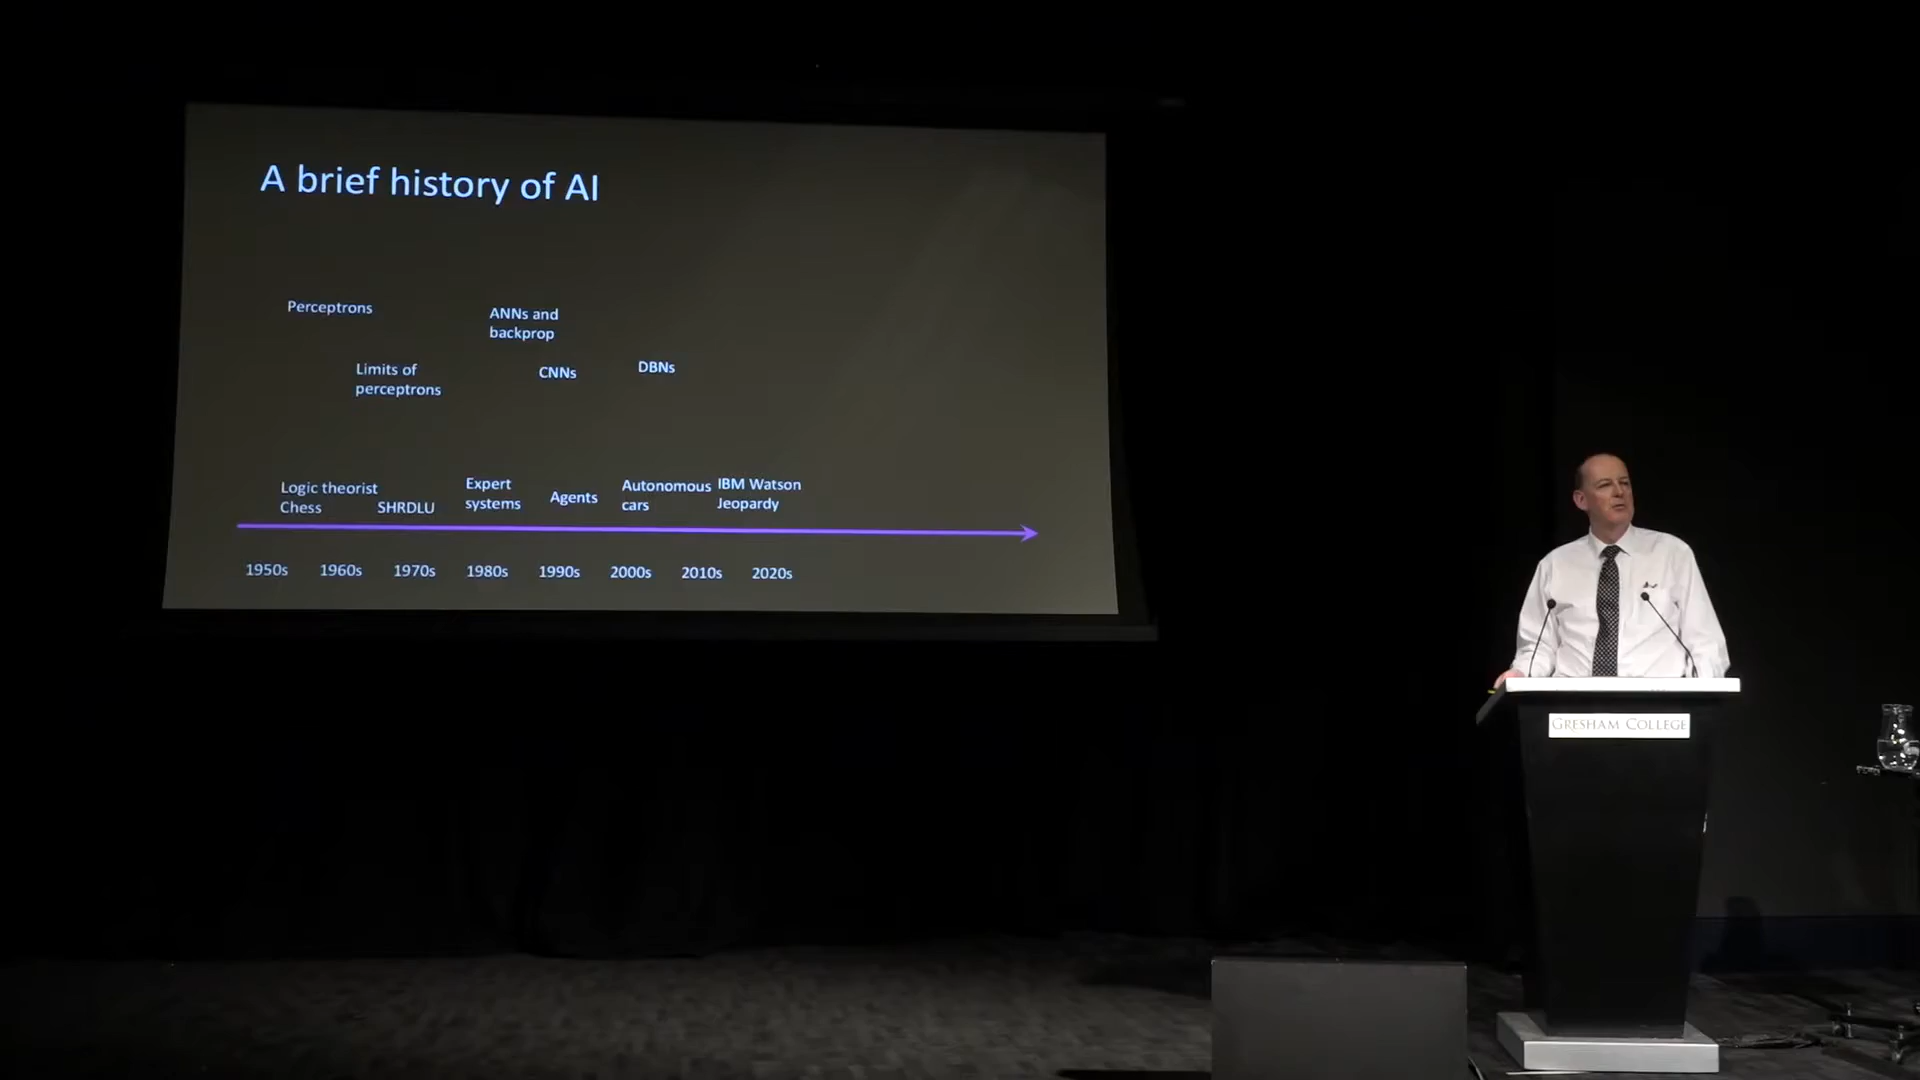 A brief history of AI
Perceptrons
ANNs and
backprop
Limits of
perceptrons
CNNs
DBNs
Logic theorist
Chess
SHRDLU
Expert
systems
Agents
Autonomous
cars
IBM Watson
Jeopardy
1950s 1960s 1970s 1980s 1990s 2000s 2010s 2020s
GRESHAM COLLEGE